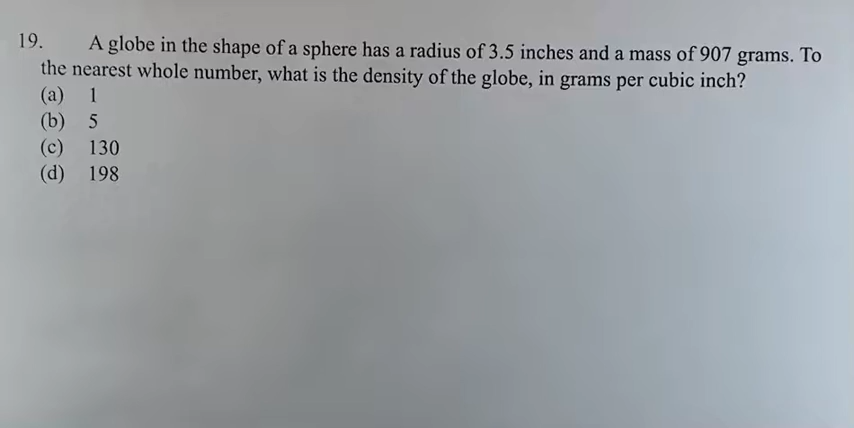 19. A globe in the shape of a sphere has a radius of 3.5 inches and a mass of 907 grams. To
the nearest whole number, what is the density of the globe, in grams per cubic inch?
(a) 1
(b) 5
(c) 130
(d) 198